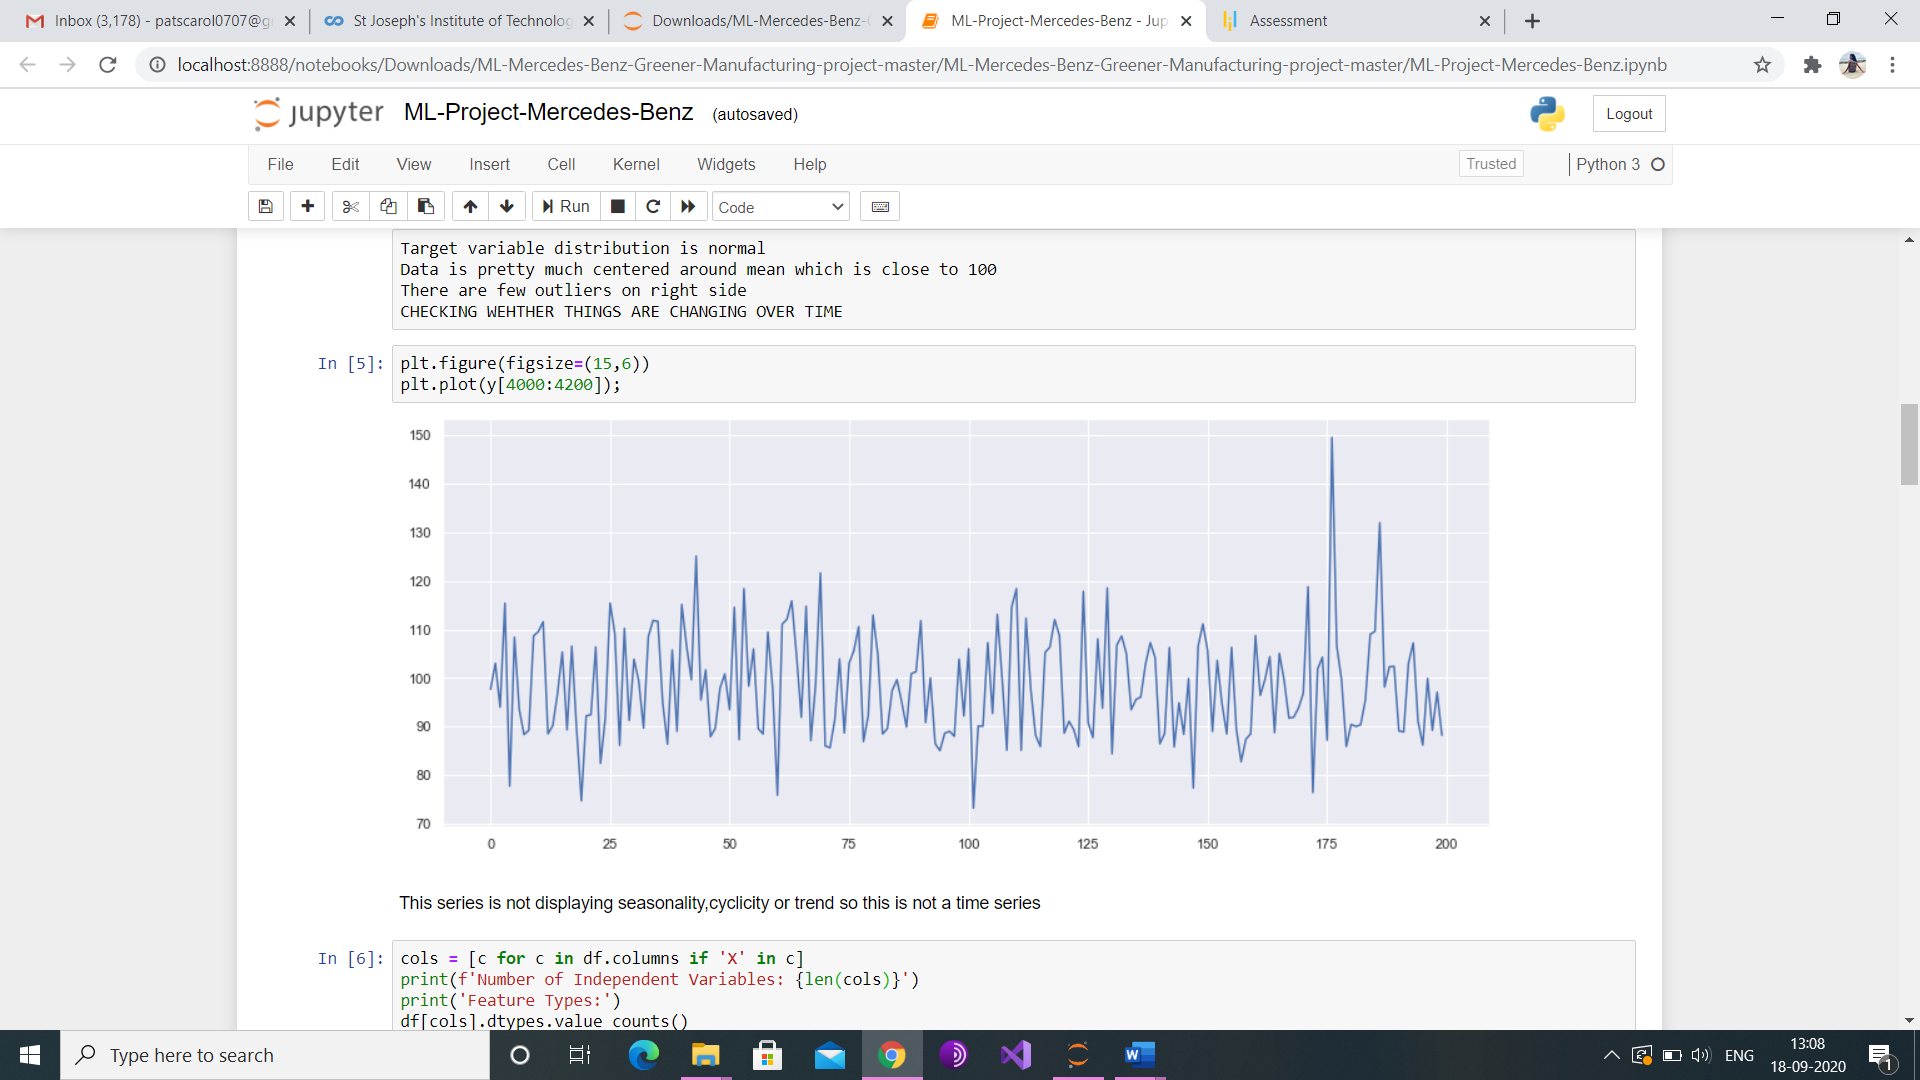 Inbox (3,178) - patscarol0707@g
St Joseph's Institute of Technolog
Downloads/ML-Mercedes-Benz-G
ML-Project-Mercedes-Benz - Jup
Assessment
localhost:8888/notebooks/Downloads/ML-Mercedes-Benz-Greener-Manufacturing-project-master/ML-Mercedes-Benz-Greener-Manufacturing-project-master/ML-Project-Mercedes-Benz.ipynb
jupyter ML-Project-Mercedes-Benz (autosaved)
Logout
File Edit View Insert Cell Kernel Widgets Help
Trusted
Python 3
Run
Code
Target variable distribution is normal
Data is pretty much centered around mean which is close to 100
There are few outliers on right side
CHECKING WEHTHER THINGS ARE CHANGING OVER TIME
In [5]:
plt.figure(figsize=(15,6))
plt.plot(y[4000:4200]);
150
140
130
120
110
100
90
80
70
0 25 50 75 100 125 150 175 200
This series is not displaying seasonality,cyclicity or trend so this is not a time series
In [6]:
cols = [c for c in df.columns if 'X' in c]
print(f'Number of Independent Variables: {len(cols)}')
print('Feature Types:')
df[cols].dtypes.value_counts()
Type here to search
ENG
13:08
18-09-2020
1